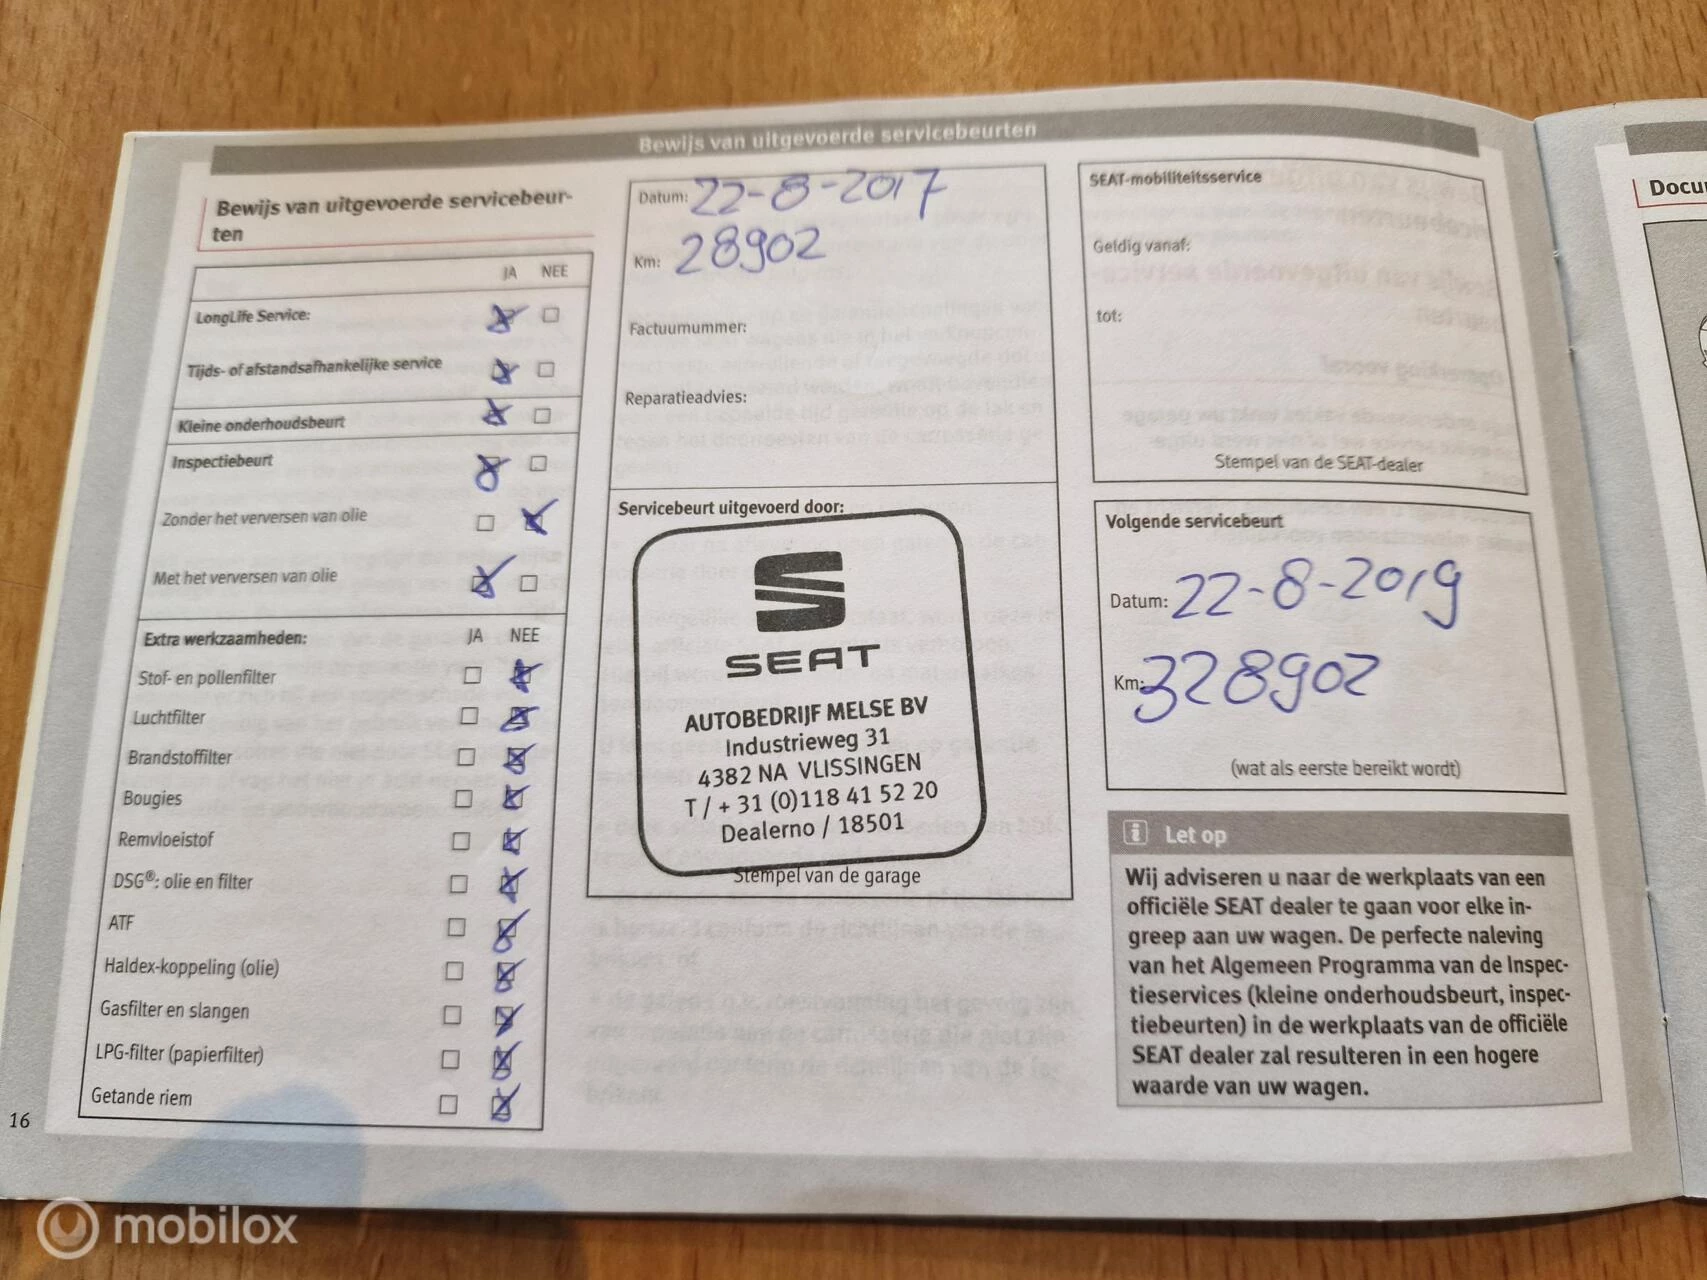 Bewijs van uitgevoerde servicebeurten
Bewijs van uitgevoerde servicebeur-
ten
JA NEE
LongLife Service:
Tijds- of afstandsafhankelijke service
Kleine onderhoudsbeurt
Inspectiebeurt
Zonder het verversen van olie
Met het verversen van olie
Extra werkzaamheden: JA NEE
Stof- en pollenfilter
Luchtfilter
Brandstoffilter
Bougies
Remvloeistof
DSG®: olie en filter
ATF
Haldex-koppeling (olie)
Gasfilter en slangen
LPG-filter (papierfilter)
Getande riem
16
Datum: 22-8-2017
Km: 28902
Factuurnummer:
Reparatieadvies:
Servicebeurt uitgevoerd door:
SEAT
AUTOBEDRIJF MELSE BV
Industrieweg 31
4382 NA VLISSINGEN
T / + 31 (0)118 41 52 20
Dealerno / 18501
Stempel van de garage
SEAT-mobiliteitsservice
Geldig vanaf:
tot:
Stempel van de SEAT-dealer
Volgende servicebeurt
Datum: 22-8-2019
Km: 328902
(wat als eerste bereikt wordt)
i Let op
Wij adviseren u naar de werkplaats van een
officiële SEAT dealer te gaan voor elke in-
greep aan uw wagen. De perfecte naleving
van het Algemeen Programma van de Inspec-
tieservices (kleine onderhoudsbeurt, inspec-
tiebeurten) in de werkplaats van de officiële
SEAT dealer zal resulteren in een hogere
waarde van uw wagen.
Docu
mobilox